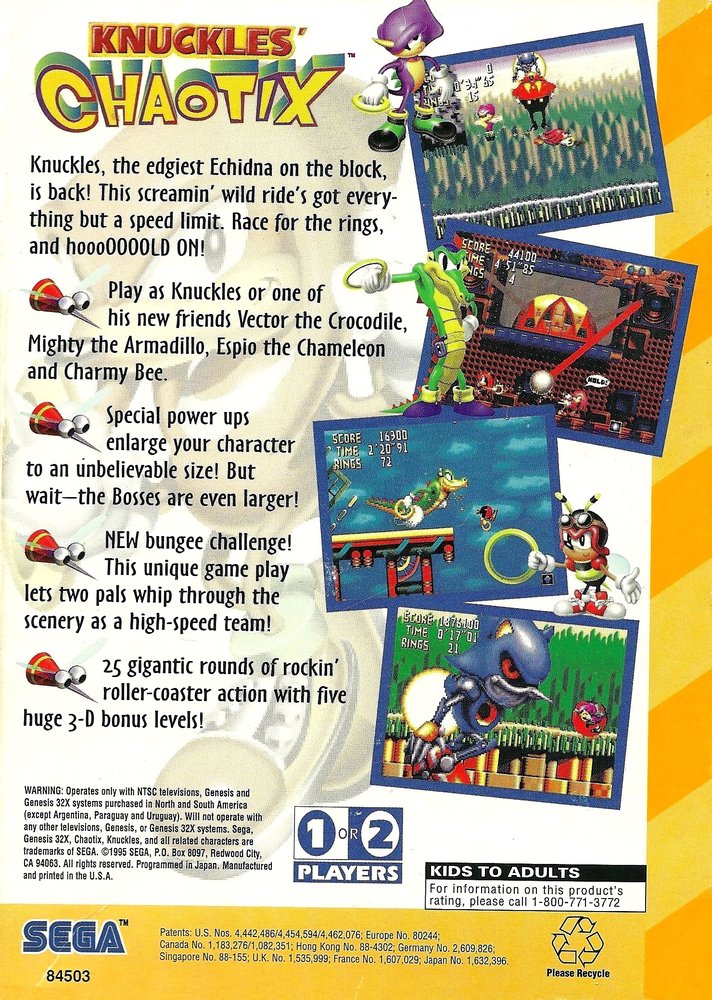 KNUCKLES'
CHAOTIX™
Knuckles, the edgiest Echidna on the block,
is back! This screamin' wild ride's got every-
thing but a speed limit. Race for the rings,
and hoooOOOOLD ON!
Play as Knuckles or one of
his new friends Vector the Crocodile,
Mighty the Armadillo, Espio the Chameleon
and Charmy Bee.
Special power ups
enlarge your character
to an unbelievable size! But
wait—the Bosses are even larger!
NEW bungee challenge!
This unique game play
lets two pals whip through the
scenery as a high-speed team!
25 gigantic rounds of rockin'
roller-coaster action with five
huge 3-D bonus levels!
0
0'34"85
15
SCORE 44100
TIME 4'51"85
4
HOLD!
SCORE 16300
TIME 2'20"91
RINGS 72
SCORE 1876100
TIME 0'17"01
RINGS 21
WARNING: Operates only with NTSC televisions, Genesis and
Genesis 32X systems purchased in North and South America
(except Argentina, Paraguay and Uruguay). Will not operate with
any other televisions, Genesis, or Genesis 32X systems. Sega,
Genesis 32X, Chaotix, Knuckles, and all related characters are
trademarks of SEGA. ©1995 SEGA, P.O. Box 8097, Redwood City,
CA 94063. All rights reserved. Programmed in Japan. Manufactured
and printed in the U.S.A.
1 OR 2
PLAYERS
KIDS TO ADULTS
For information on this product's
rating, please call 1-800-771-3772
SEGA™
84503
Patents: U.S. Nos. 4,442,486/4,454,594/4,462,076; Europe No. 80244;
Canada No. 1,183,276/1,082,351; Hong Kong No. 88-4302; Germany No. 2,609,826;
Singapore No. 88-155; U.K. No. 1,535,999; France No. 1,607,029; Japan No. 1,632,396.
Please Recycle